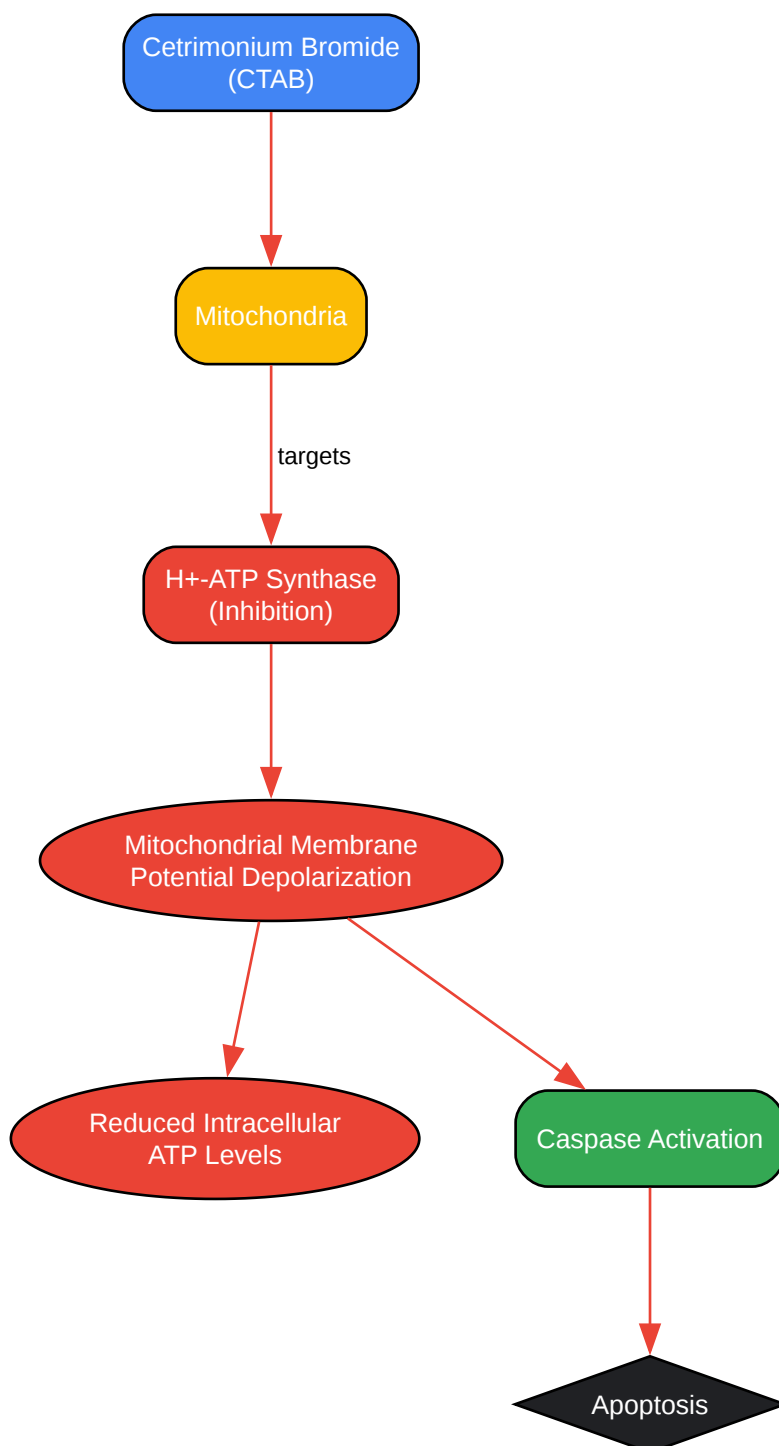 Cetrimonium Bromide
(CTAB)
Mitochondria
targets
H+-ATP Synthase
(Inhibition)
Mitochondrial Membrane
Potential Depolarization
Reduced Intracellular
ATP Levels
Caspase Activation
Apoptosis